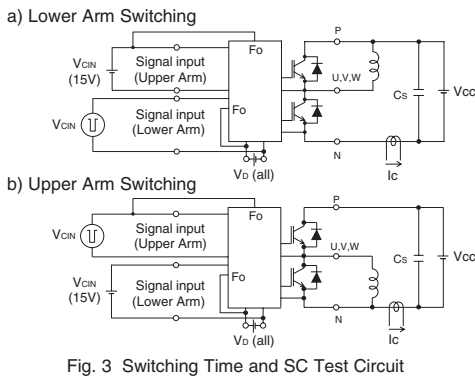 a) Lower Arm Switching
VCIN
(15V)
Signal input
(Upper Arm)
Fo
P
U,V,W
CS
VCC
VCIN
Signal input
(Lower Arm)
Fo
N
IC
VD (all)
b) Upper Arm Switching
VCIN
Signal input
(Upper Arm)
Fo
P
U,V,W
CS
VCC
VCIN
(15V)
Signal input
(Lower Arm)
Fo
N
IC
VD (all)
Fig. 3 Switching Time and SC Test Circuit